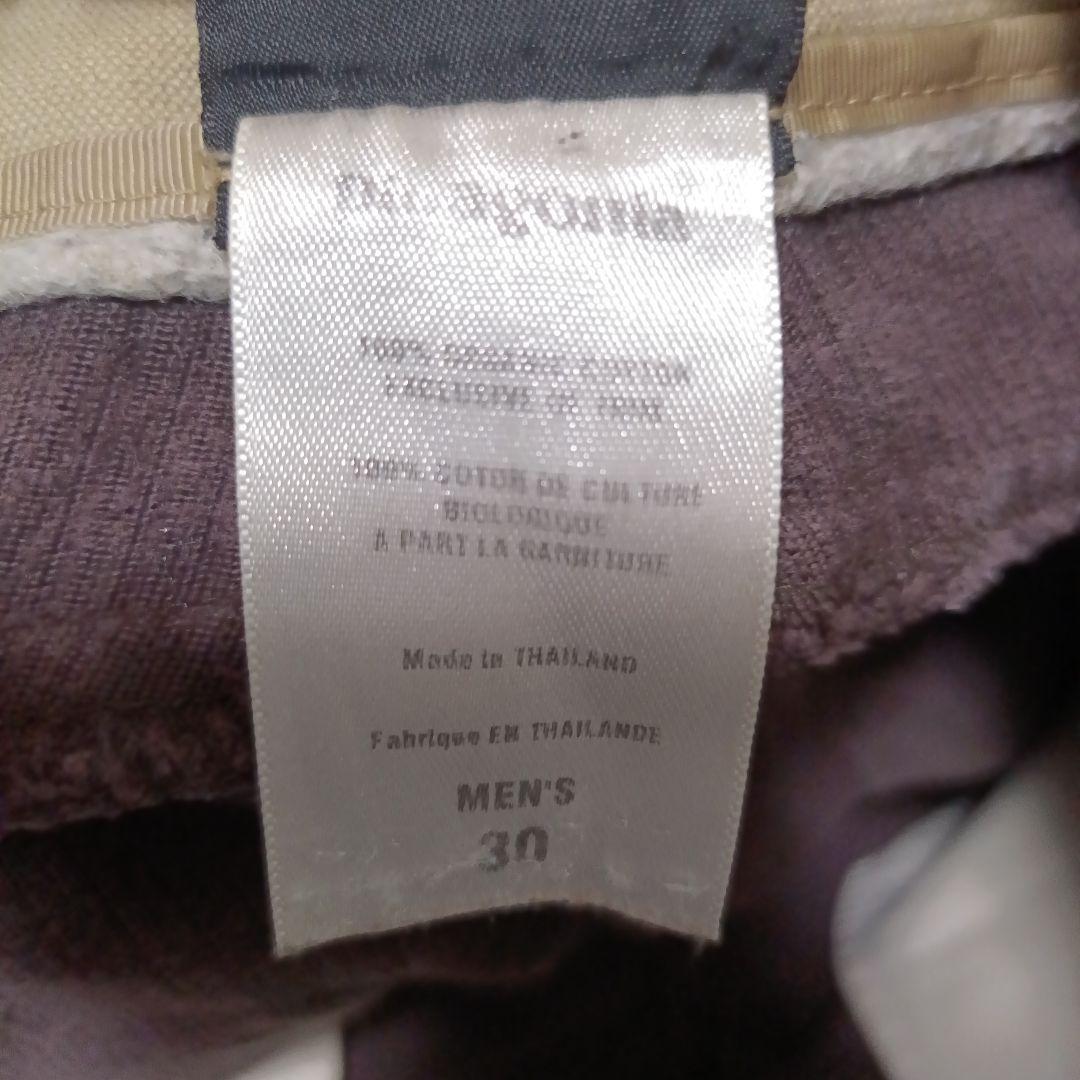 patagonia
100% ORGANIC COTTON
EXCLUSIVE OF TRIM
100% COTON DE CULTURE
BIOLOGIQUE
A PART LA GARNITURE
Made in THAILAND
Fabrique EN THAILANDE
MEN'S
30